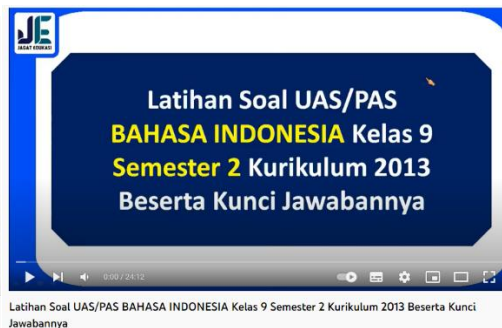 JE
JAGAT EDUKASI
Latihan Soal UAS/PAS
BAHASA INDONESIA Kelas 9
Semester 2 Kurikulum 2013
Beserta Kunci Jawabannya
0:00 / 24:12
Latihan Soal UAS/PAS BAHASA INDONESIA Kelas 9 Semester 2 Kurikulum 2013 Beserta Kunci
Jawabannya